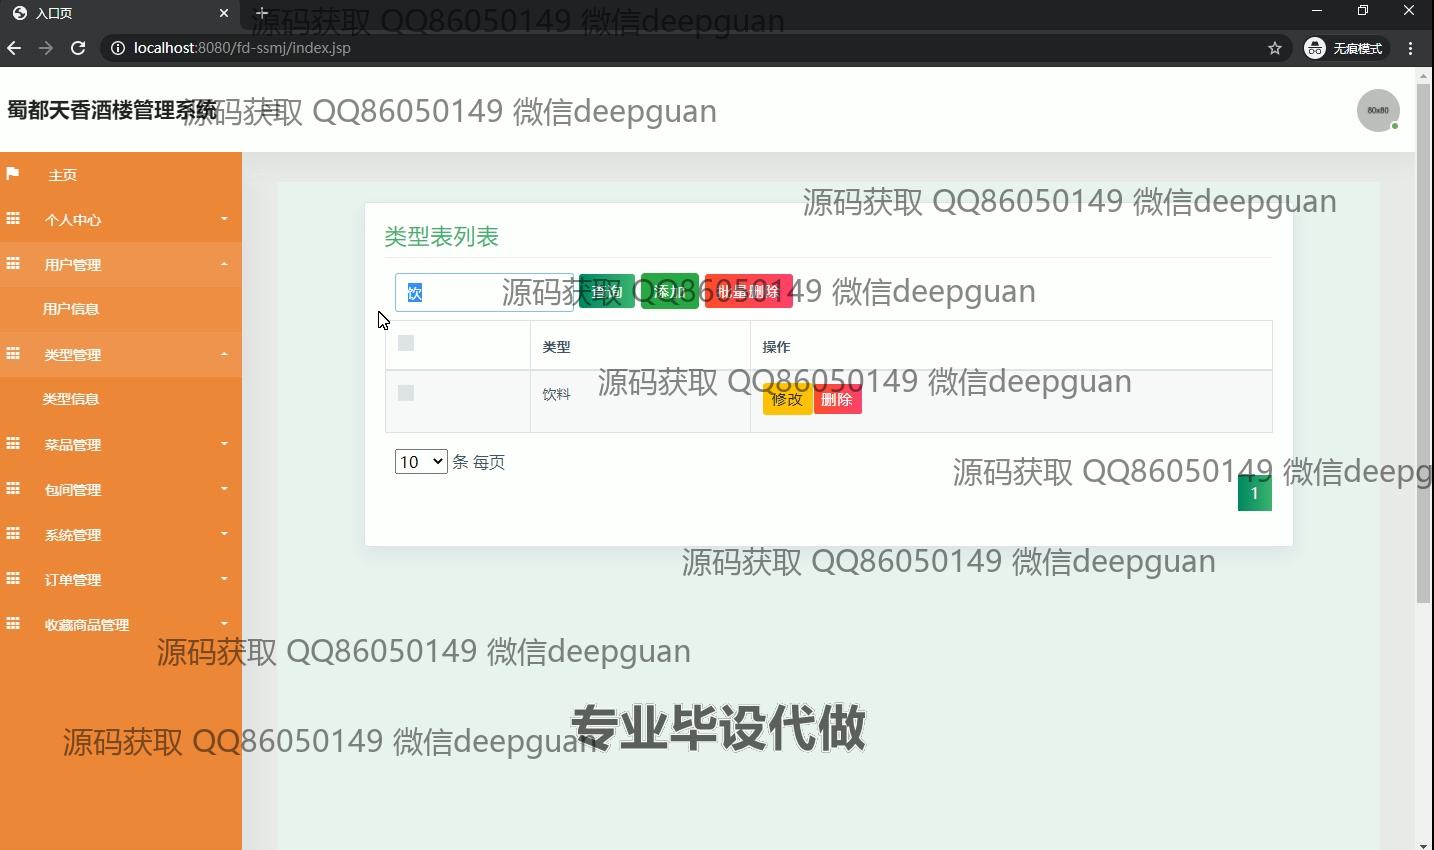 入口页
源码获取 QQ86050149 微信deepguan
localhost:8080/fd-ssmj/index.jsp
无痕模式
蜀都天香酒楼管理系统
源码获取 QQ86050149 微信deepguan
60x60
主页
个人中心
用户管理
用户信息
类型管理
类型信息
菜品管理
包间管理
系统管理
订单管理
收藏商品管理
源码获取 QQ86050149 微信deepguan
类型表列表
饮 查询 添加 批量删除
源码获取 QQ86050149 微信deepguan
类型 操作
饮料 修改 删除
源码获取 QQ86050149 微信deepguan
10 条 每页
源码获取 QQ86050149 微信deepg
1
源码获取 QQ86050149 微信deepguan
源码获取 QQ86050149 微信deepguan
专业毕设代做
源码获取 QQ86050149 微信deepguan